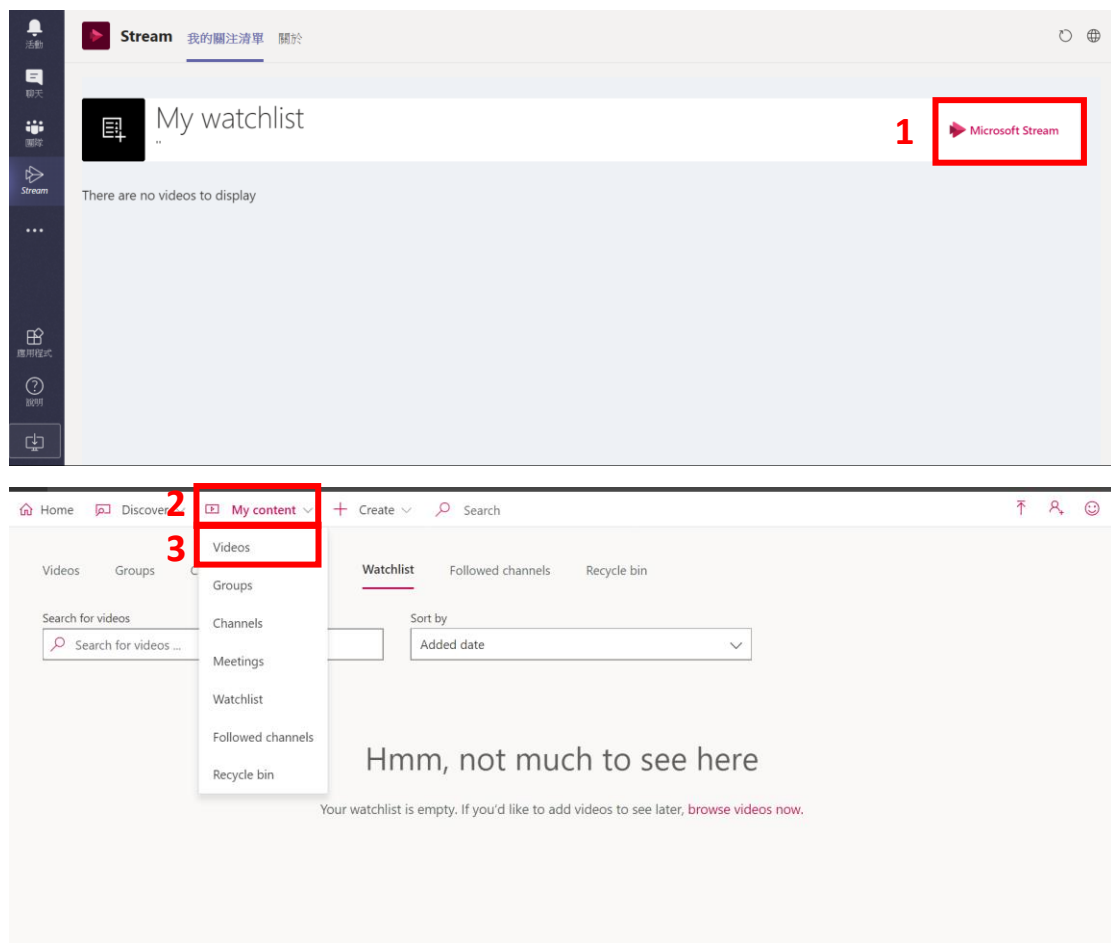 活動
聊天
團隊
Stream
應用程式
說明
Stream 我的關注清單 關於
My watchlist
..
1
Microsoft Stream
There are no videos to display
Home Discover 2 My content + Create Search
3 Videos
Groups
Channels
Meetings
Watchlist
Followed channels
Recycle bin
Videos Groups C Watchlist Followed channels Recycle bin
Search for videos Sort by
Search for videos ... Added date
Hmm, not much to see here
Your watchlist is empty. If you'd like to add videos to see later, browse videos now.